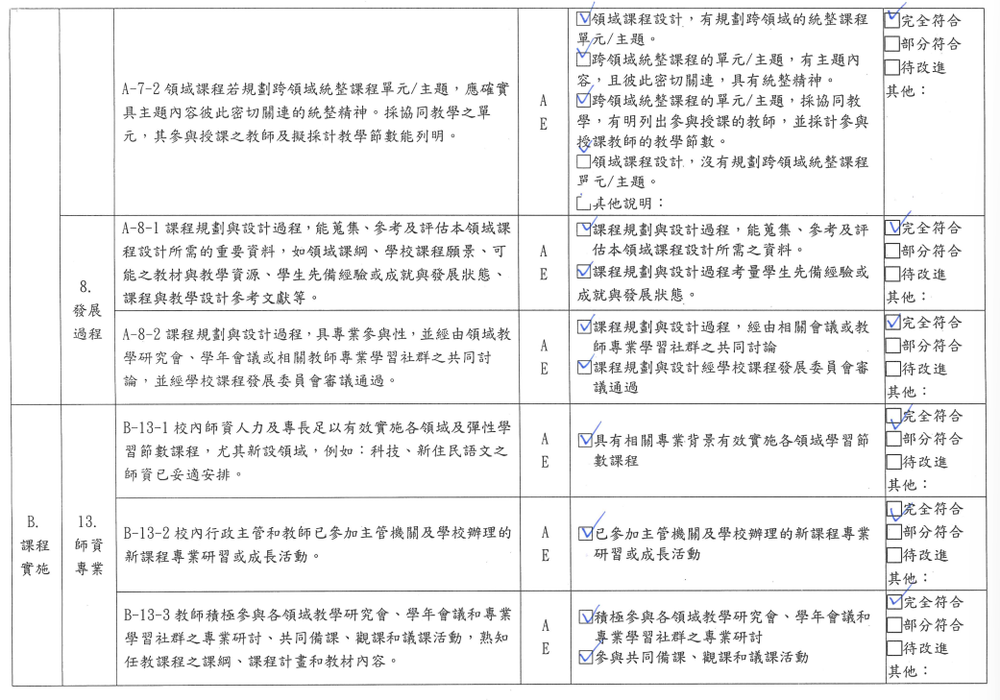 A-7-2 領域課程若規劃跨領域統整課程單元/主題，應確實
具主題內容彼此密切關連的統整精神。採協同教學之單
元，其參與授課之教師及擬採計教學節數能列明。
A
E
☑領域課程設計，有規劃跨領域的統整課程
單元/主題。
☑跨領域統整課程的單元/主題，有主題內
容，且彼此密切關連，具有統整精神。
☑跨領域統整課程的單元/主題，採協同教
學，有明列出參與授課的教師，並採計參與
授課教師的教學節數。
☑領域課程設計，沒有規劃跨領域統整課程
單元/主題。
□其他說明：
☑完全符合
□部分符合
□待改進
其他：
8.
發展
過程
A-8-1 課程規劃與設計過程，能蒐集、參考及評估本領域課
程設計所需的重要資料，如領域課綱、學校課程願景、可
能之教材與教學資源、學生先備經驗或成就與發展狀態、
課程與教學設計參考文獻等。
A
E
☑課程規劃與設計過程，能蒐集、參考及評
估本領域課程設計所需之資料。
☑課程規劃與設計過程考量學生先備經驗或
成就與發展狀態。
☑完全符合
□部分符合
□待改進
其他：
A-8-2 課程規劃與設計過程，具專業參與性，並經由領域教
學研究會、學年會議或相關教師專業學習社群之共同討
論，並經學校課程發展委員會審議通過。
A
E
☑課程規劃與設計過程，經由相關會議或教
師專業學習社群之共同討論
☑課程規劃與設計經學校課程發展委員會審
議通過
☑完全符合
□部分符合
□待改進
其他：
B.
課程
實施
13.
師資
專業
B-13-1 校內師資人力及專長足以有效實施各領域及彈性學
習節數課程，尤其新設領域，例如：科技、新住民語文之
師資已妥適安排。
A
E
☑具有相關專業背景有效實施各領域學習節
數課程
☑完全符合
□部分符合
□待改進
其他：
B-13-2 校內行政主管和教師已參加主管機關及學校辦理的
新課程專業研習或成長活動。
A
E
☑已參加主管機關及學校辦理的新課程專業
研習或成長活動
☑完全符合
□部分符合
□待改進
其他：
B-13-3 教師積極參與各領域教學研究會、學年會議和專業
學習社群之專業研討、共同備課、觀課和議課活動，熟知
任教課程之課綱、課程計畫和教材內容。
A
E
☑積極參與各領域教學研究會、學年會議和
專業學習社群之專業研討
☑參與共同備課、觀課和議課活動
☑完全符合
□部分符合
□待改進
其他：